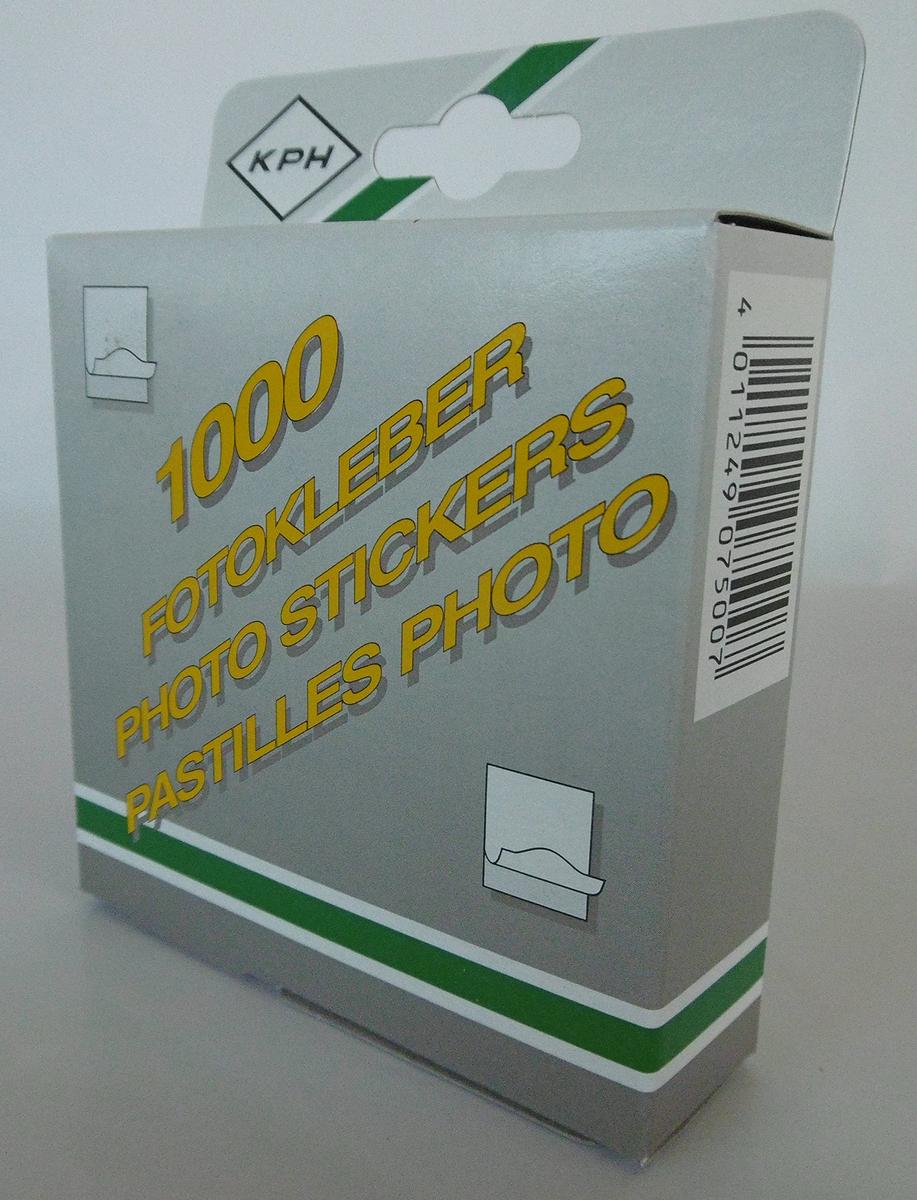 KPH
1000
FOTOKLEBER
PHOTO STICKERS
PASTILLES PHOTO
4 011249 075007